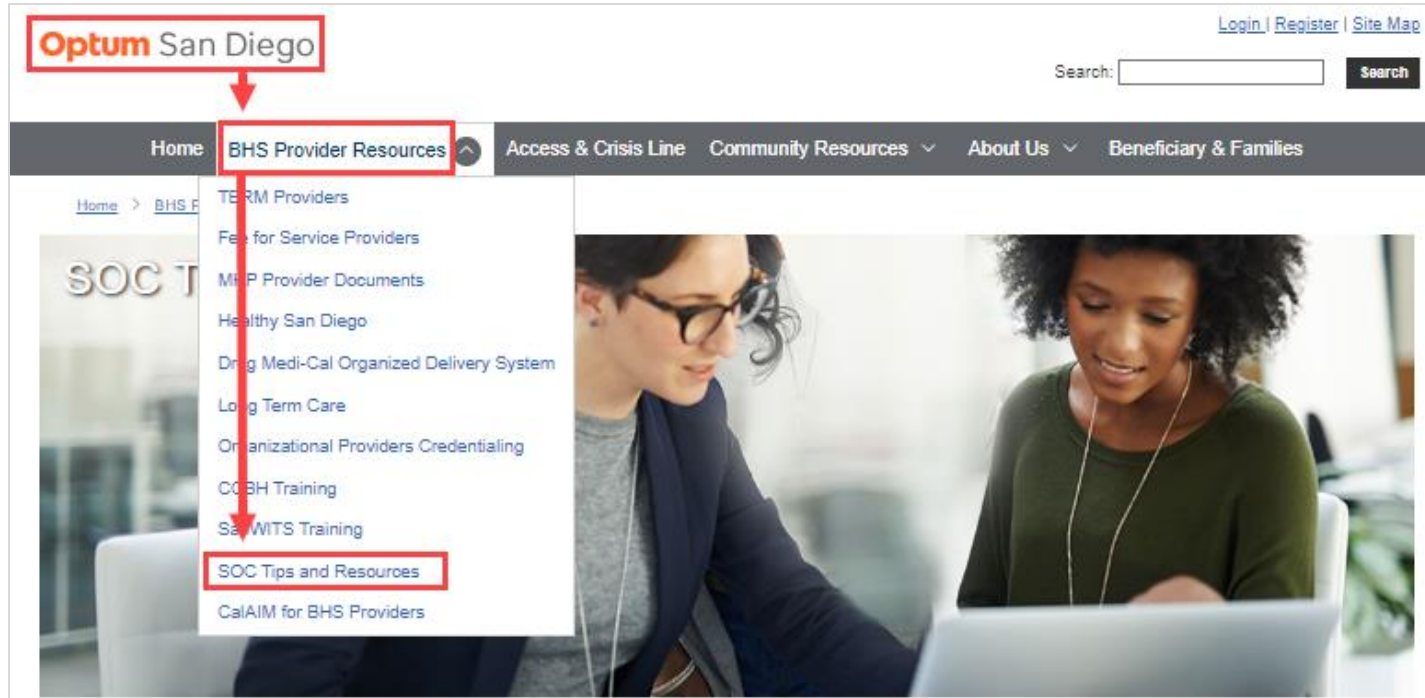 Login | Register | Site Map
Optum San Diego
Search: Search
Home BHS Provider Resources Access & Crisis Line Community Resources About Us Beneficiary & Families
Home > BHS
TERM Providers
Fee for Service Providers
SOC
MHP Provider Documents
Healthy San Diego
Drug Medi-Cal Organized Delivery System
Long Term Care
Organizational Providers Credentialing
CCBH Training
SanWITS Training
SOC Tips and Resources
CalAIM for BHS Providers